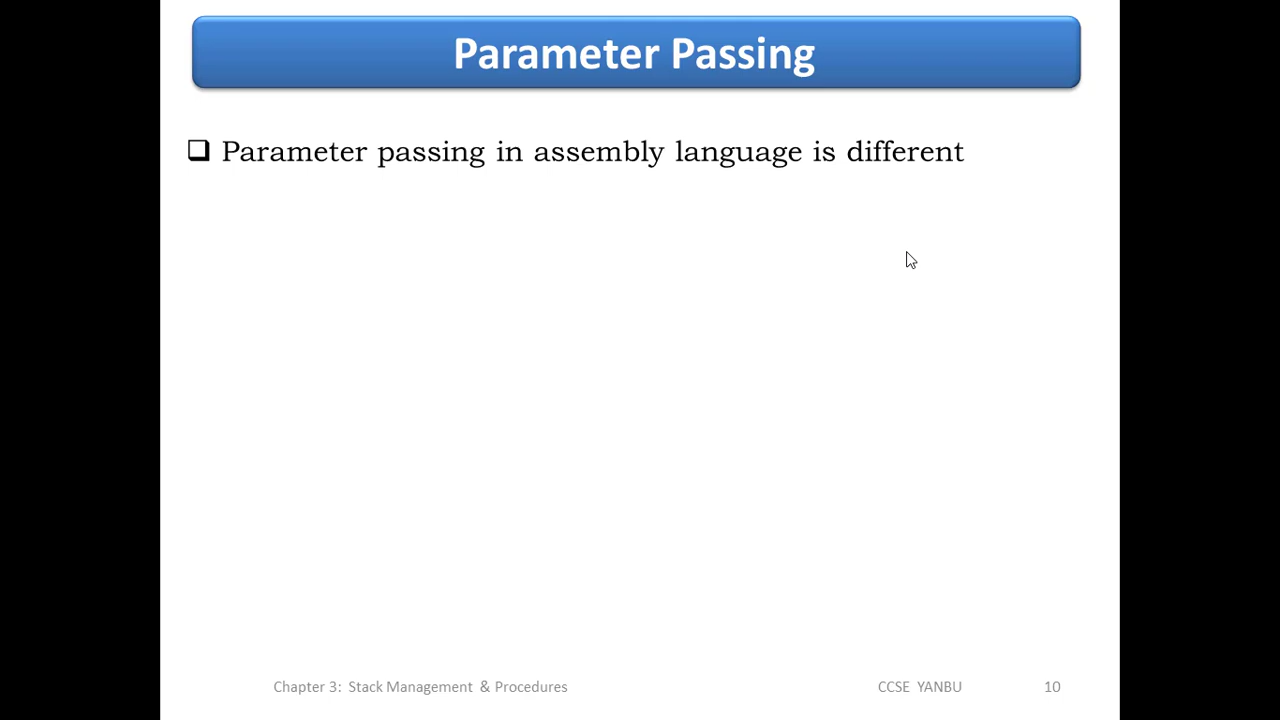 Parameter Passing
Parameter passing in assembly language is different
Chapter 3: Stack Management & Procedures CCSE YANBU 10